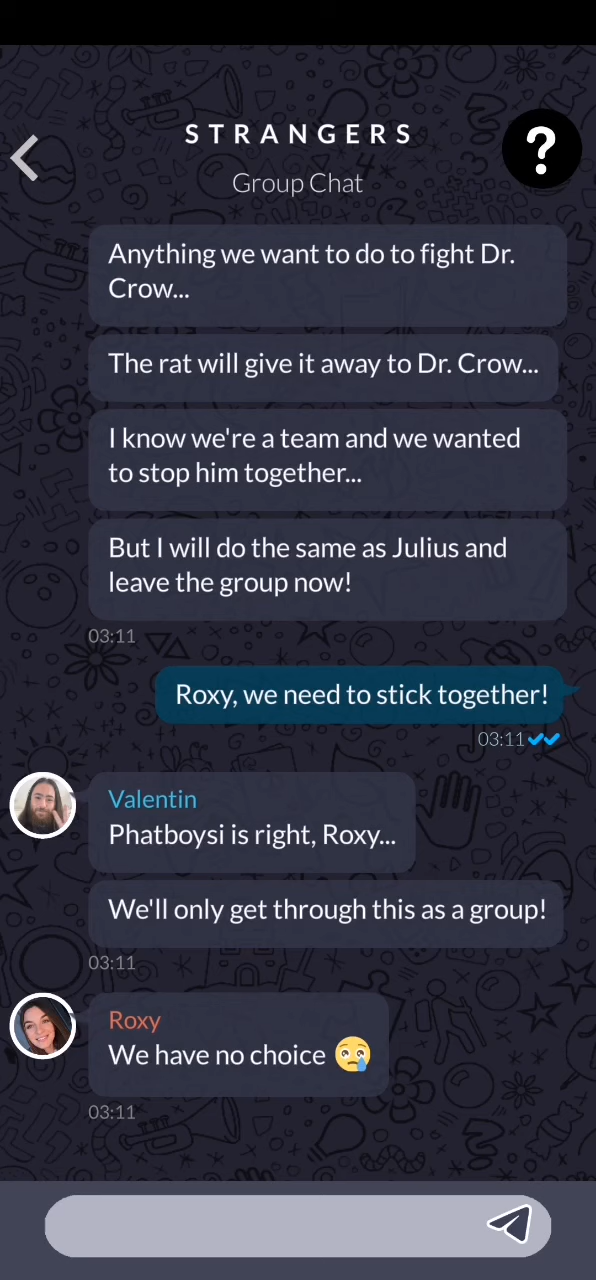 STRANGERS
Group Chat
?
Anything we want to do to fight Dr.
Crow...
The rat will give it away to Dr. Crow...
I know we're a team and we wanted
to stop him together...
But I will do the same as Julius and
leave the group now!
03:11
Roxy, we need to stick together!
03:11
Valentin
Phatboysi is right, Roxy...
We'll only get through this as a group!
03:11
Roxy
We have no choice 😢
03:11